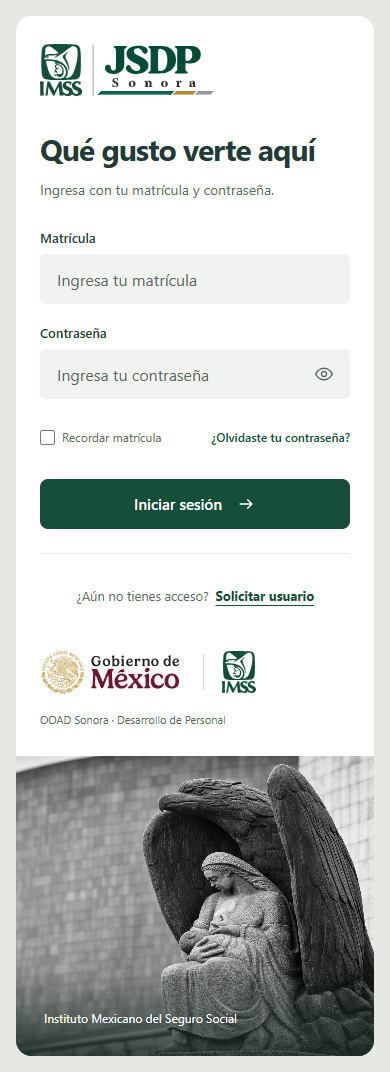 IMSS
JSDP
Sonora
Qué gusto verte aquí
Ingresa con tu matrícula y contraseña.
Matrícula
Ingresa tu matrícula
Contraseña
Ingresa tu contraseña
Recordar matrícula
¿Olvidaste tu contraseña?
Iniciar sesión →
¿Aún no tienes acceso? Solicitar usuario
Gobierno de
México
IMSS
OOAD Sonora · Desarrollo de Personal
Instituto Mexicano del Seguro Social